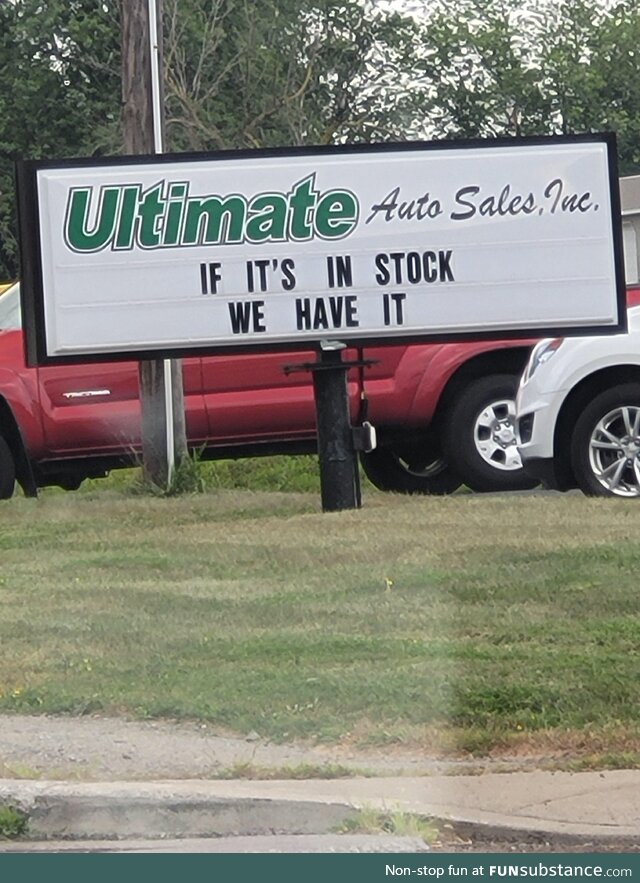 Ultimate Auto Sales, Inc.
IF IT'S IN STOCK
WE HAVE IT
Non-stop fun at FUNsubstance.com